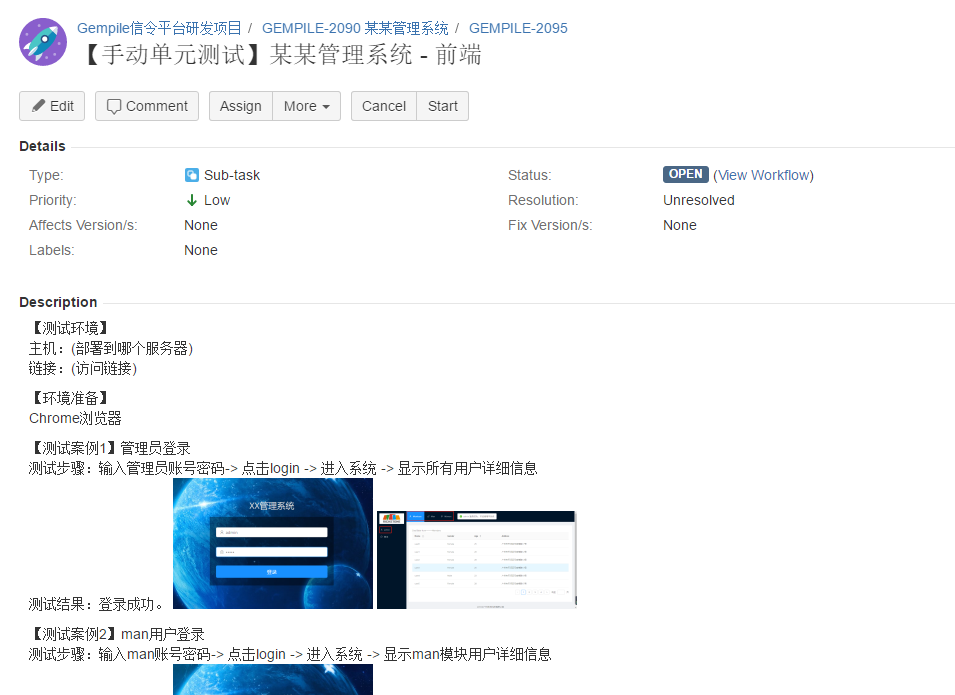 Gempile信令平台研发项目 / GEMPILE-2090 某某管理系统 / GEMPILE-2095
【手动单元测试】某某管理系统 - 前端
Edit Comment Assign More Cancel Start
Details
Type: Sub-task Status: OPEN (View Workflow)
Priority: Low Resolution: Unresolved
Affects Version/s: None Fix Version/s: None
Labels: None
Description
【测试环境】
主机：(部署到哪个服务器)
链接：(访问链接)
【环境准备】
Chrome浏览器
【测试案例1】管理员登录
测试步骤：输入管理员账号密码-> 点击login -> 进入系统 -> 显示所有用户详细信息
XX管理系统
登录
测试结果：登录成功。
【测试案例2】man用户登录
测试步骤：输入man账号密码-> 点击login -> 进入系统 -> 显示man模块用户详细信息